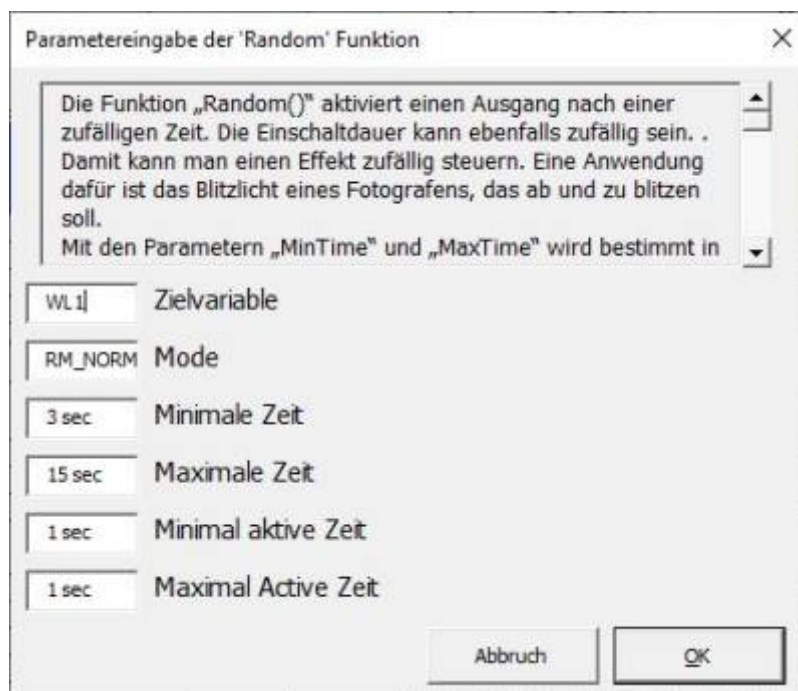 Parametereingabe der 'Random' Funktion
Die Funktion „Random()“ aktiviert einen Ausgang nach einer
zufälligen Zeit. Die Einschaltdauer kann ebenfalls zufällig sein. .
Damit kann man einen Effekt zufällig steuern. Eine Anwendung
dafür ist das Blitzlicht eines Fotografens, das ab und zu blitzen
soll.
Mit den Parametern „MinTime“ und „MaxTime“ wird bestimmt in
WL1 Zielvariable
RM_NORM Mode
3 sec Minimale Zeit
15 sec Maximale Zeit
1 sec Minimal aktive Zeit
1 sec Maximal Active Zeit
Abbruch OK